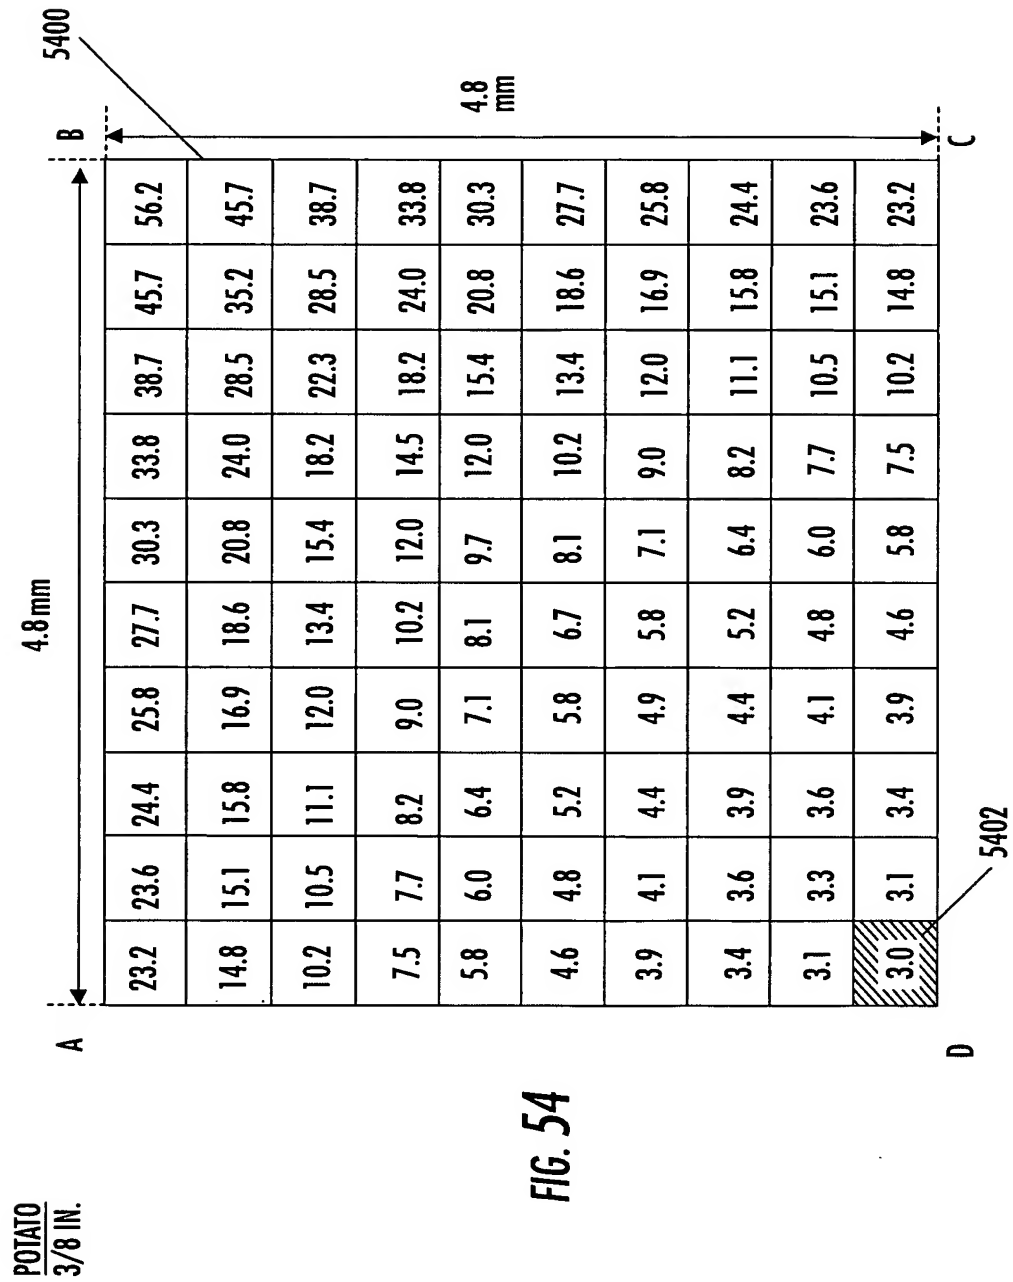 POTATO
3/8 IN.
4.8 mm
5400
A B
23.2 23.6 24.4 25.8 27.7 30.3 33.8 38.7 45.7 56.2
14.8 15.1 15.8 16.9 18.6 20.8 24.0 28.5 35.2 45.7
10.2 10.5 11.1 12.0 13.4 15.4 18.2 22.3 28.5 38.7
7.5 7.7 8.2 9.0 10.2 12.0 14.5 18.2 24.0 33.8
5.8 6.0 6.4 7.1 8.1 9.7 12.0 15.4 20.8 30.3
4.6 4.8 5.2 5.8 6.7 8.1 10.2 13.4 18.6 27.7
3.9 4.1 4.4 4.9 5.8 7.1 9.0 12.0 16.9 25.8
3.4 3.6 3.9 4.4 5.2 6.4 8.2 11.1 15.8 24.4
3.1 3.3 3.6 4.1 4.8 6.0 7.7 10.5 15.1 23.6
3.0 3.1 3.4 3.9 4.6 5.8 7.5 10.2 14.8 23.2
4.8
mm
D C
5402
FIG. 54